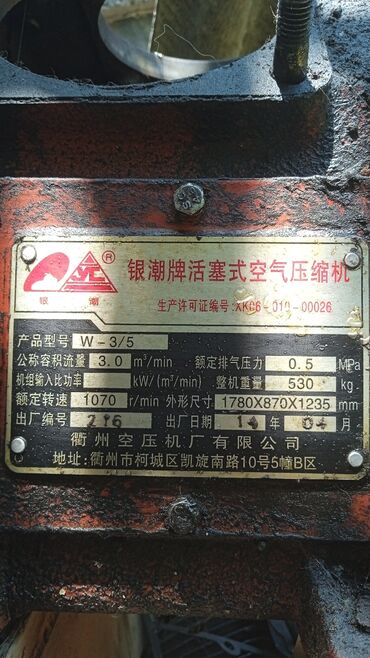 银潮牌活塞式空气压缩机
YC ®
银潮
生产许可证编号:XK06-010-00026
产品型号 W-3/5
公称容积流量 3.0 m³/min 额定排气压力 0.5 MPa
机组输入比功率 kW/(m³/min) 整机重量 530 kg
额定转速 1070 r/min 外形尺寸 1780X870X1235 mm
出厂编号 216 出厂日期 14 年 04 月
衢州空压机厂有限公司
地址:衢州市柯城区凯旋南路10号5幢B区